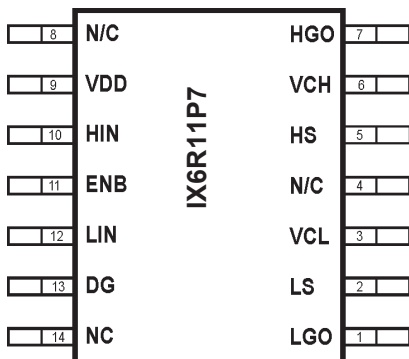 8 N/C HGO 7
9 VDD VCH 6
10 HIN HS 5
11 ENB N/C 4
12 LIN VCL 3
13 DG LS 2
14 NC LGO 1
IX6R11P7